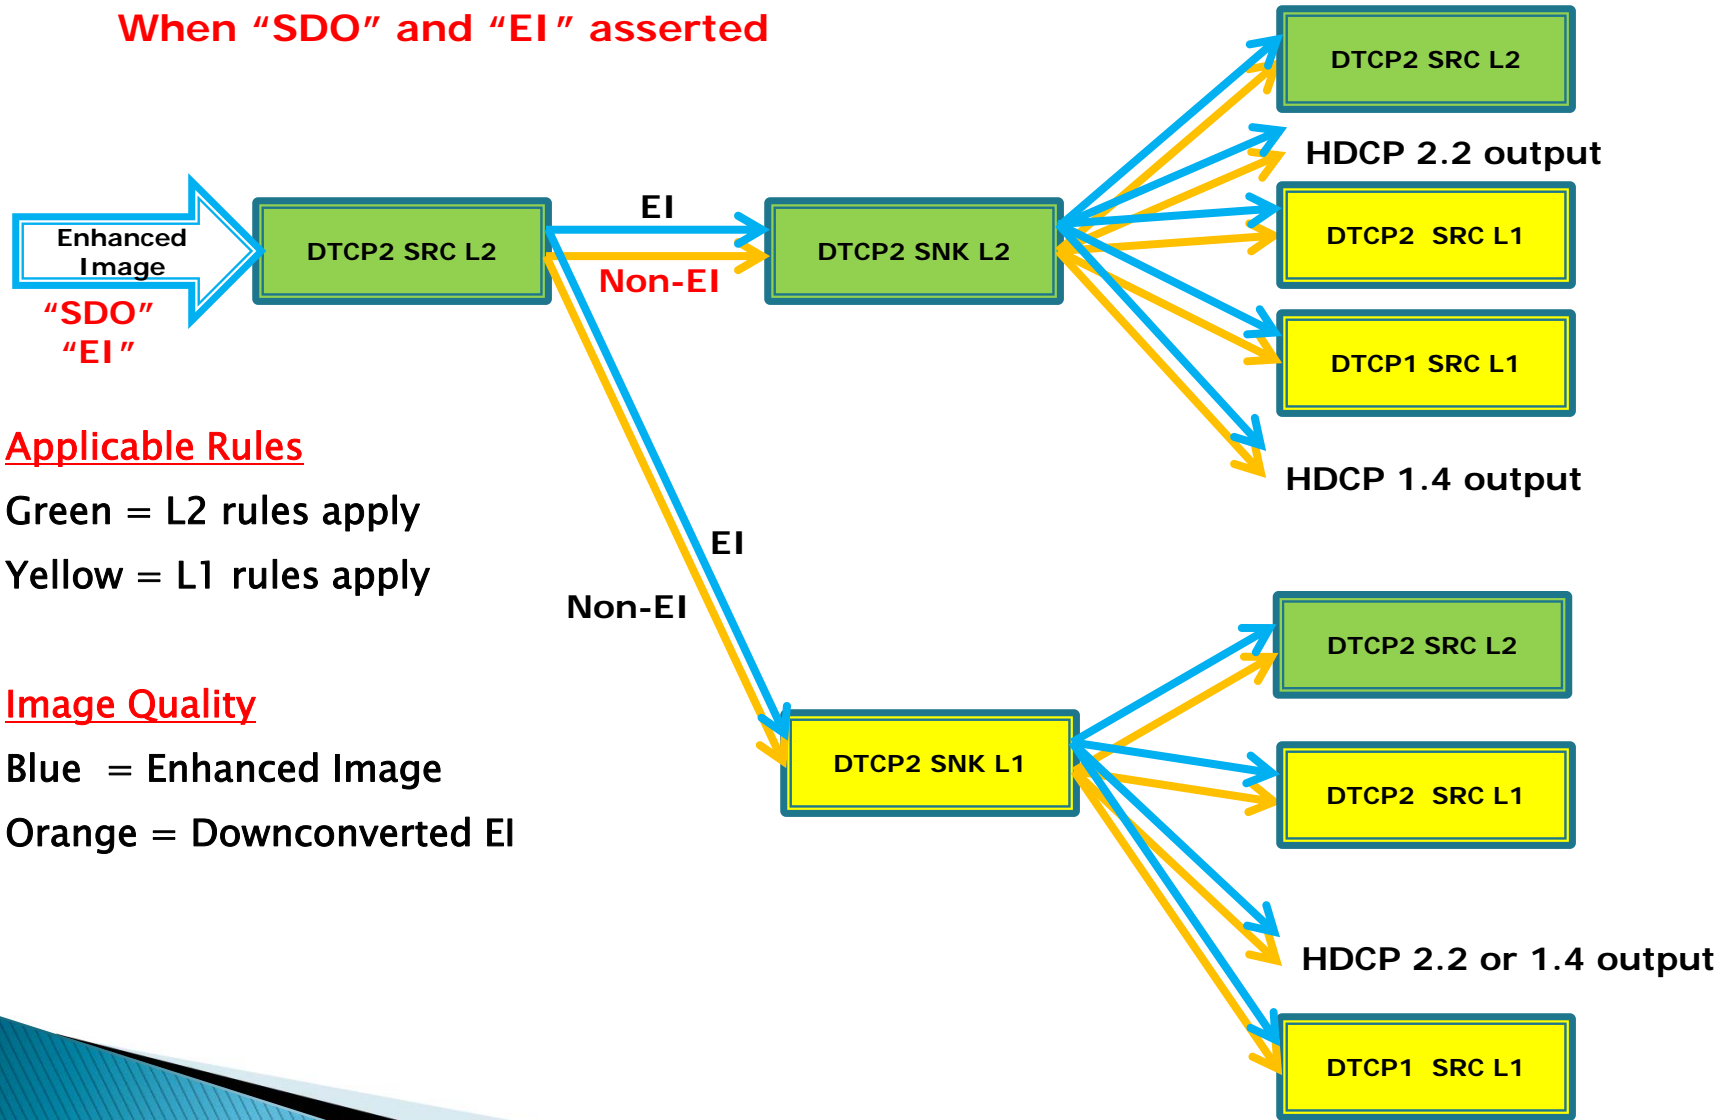 When “SDO” and “EI” asserted
DTCP2 SRC L2
HDCP 2.2 output
DTCP2 SRC L1
DTCP1 SRC L1
HDCP 1.4 output
Enhanced
Image
“SDO”
“EI”
DTCP2 SRC L2
EI
Non-EI
DTCP2 SNK L2
EI
Non-EI
Applicable Rules
Green = L2 rules apply
Yellow = L1 rules apply
Image Quality
Blue = Enhanced Image
Orange = Downconverted EI
DTCP2 SNK L1
DTCP2 SRC L2
DTCP2 SRC L1
HDCP 2.2 or 1.4 output
DTCP1 SRC L1